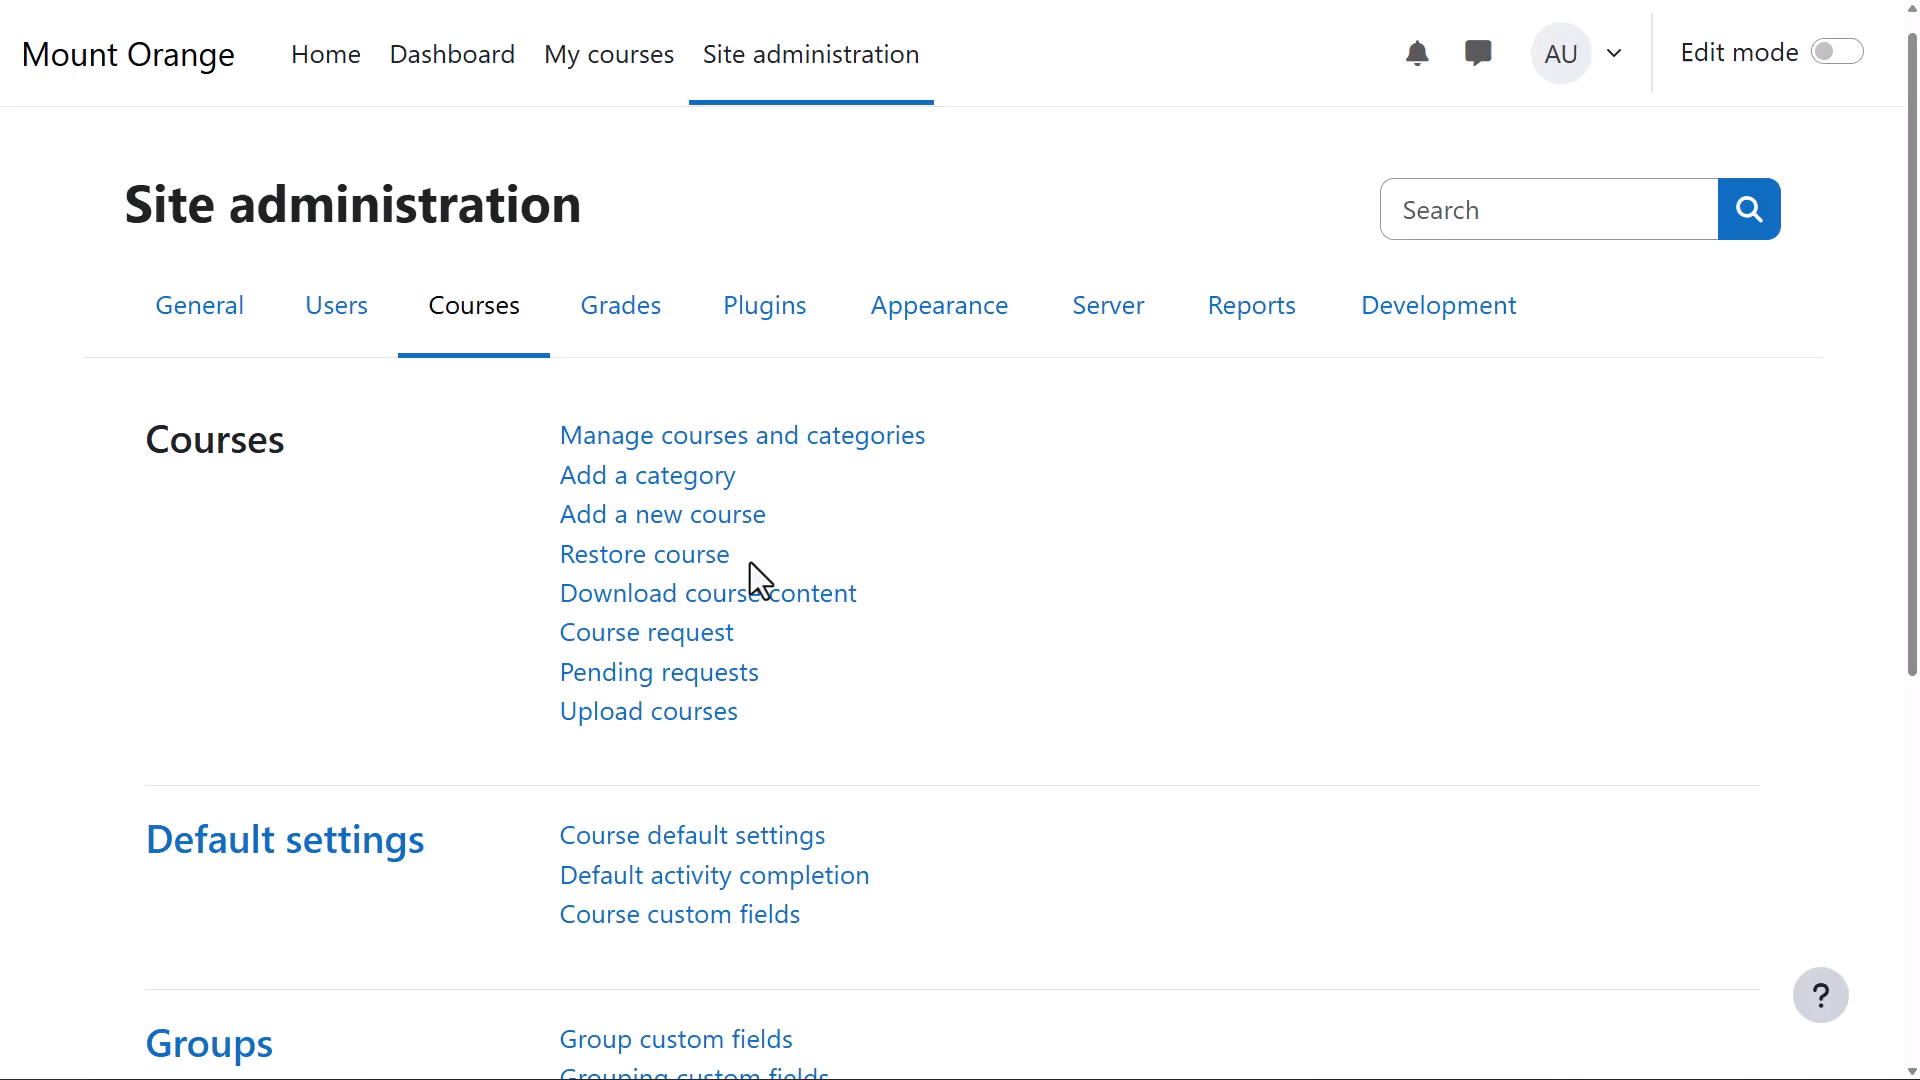 Mount Orange Home Dashboard My courses Site administration AU Edit mode
Site administration
Search
General Users Courses Grades Plugins Appearance Server Reports Development
Courses
Manage courses and categories
Add a category
Add a new course
Restore course
Download course content
Course request
Pending requests
Upload courses
Default settings
Course default settings
Default activity completion
Course custom fields
?
Groups
Group custom fields
Grouping custom fields